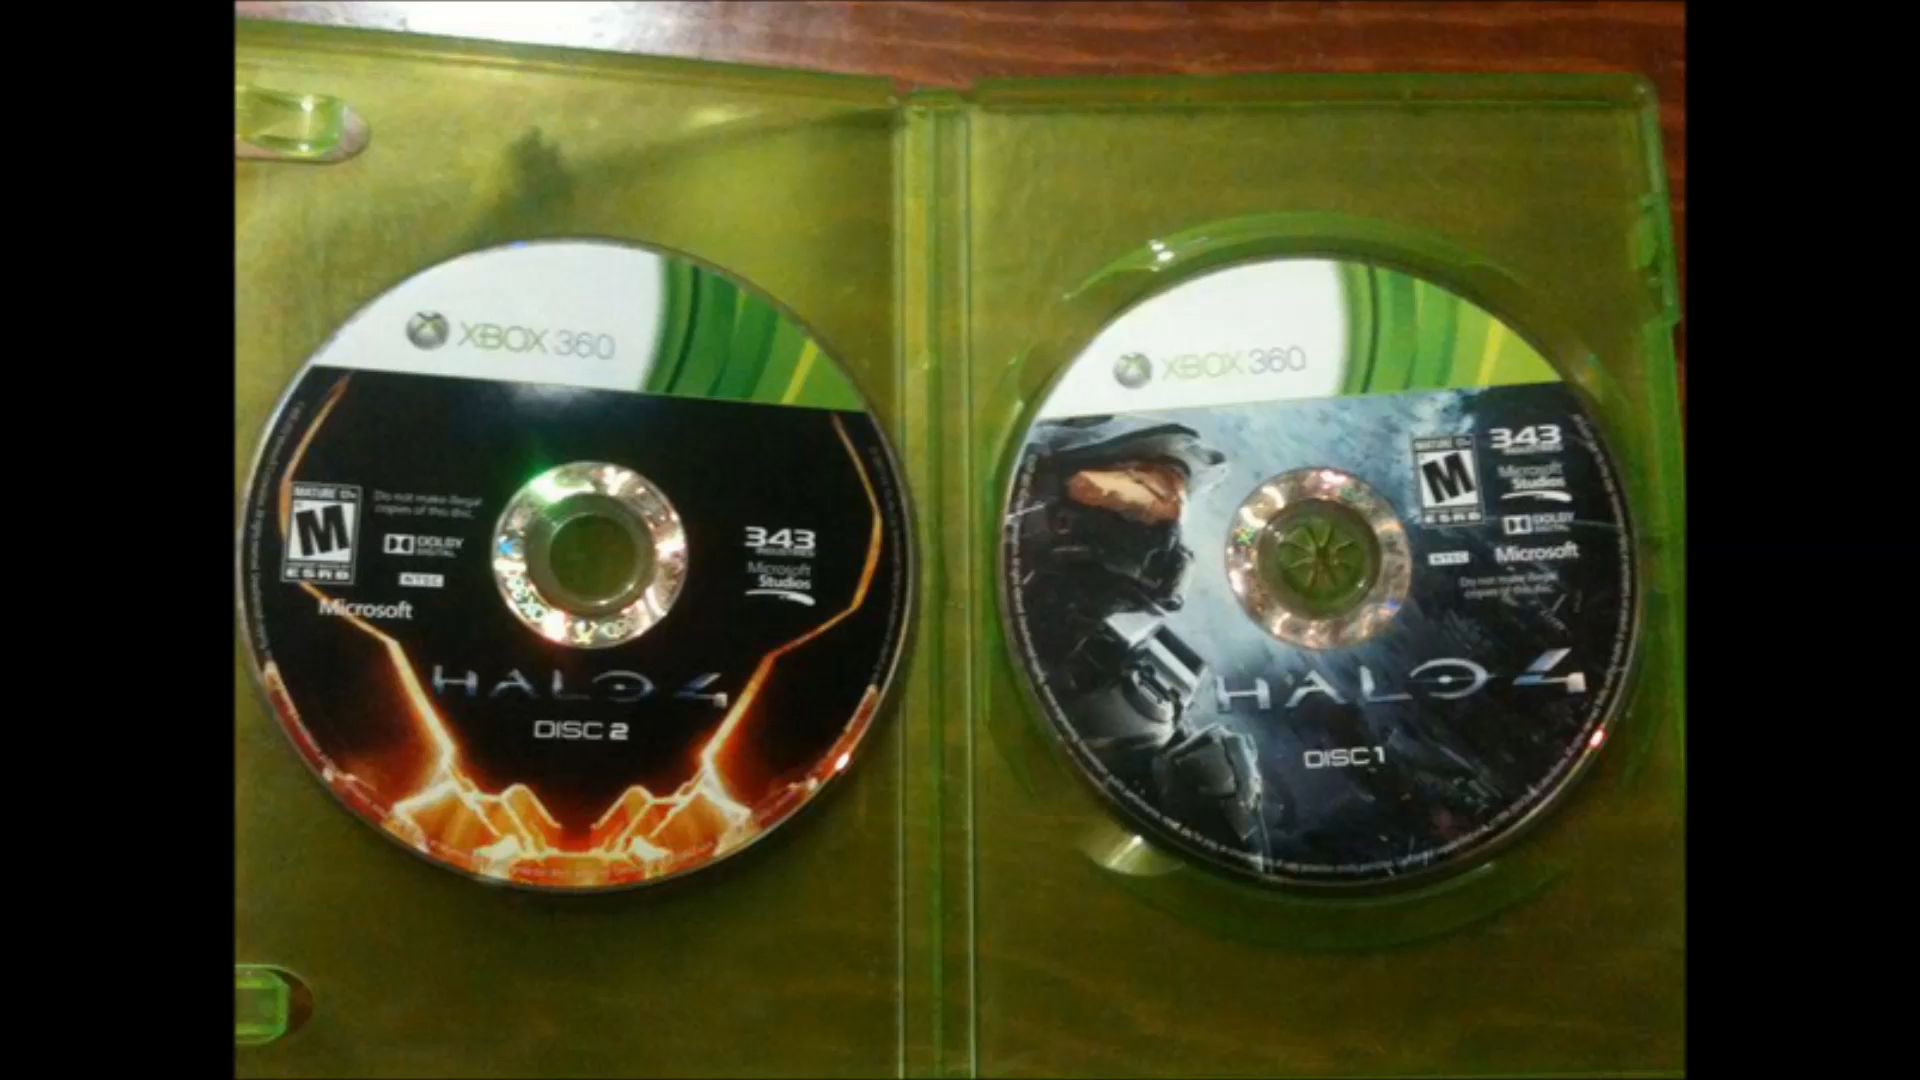 XBOX 360
MATURE 17+
M
ESRB
Do not make illegal
copies of this disc.
DOLBY
DIGITAL
NTSC
Microsoft
343
INDUSTRIES
Microsoft
Studios
HALO 4
DISC 2
XBOX 360
MATURE 17+
M
ESRB
343
INDUSTRIES
Microsoft
Studios
DOLBY
DIGITAL
NTSC
Microsoft
Do not make illegal
copies of this disc.
HALO 4
DISC 1